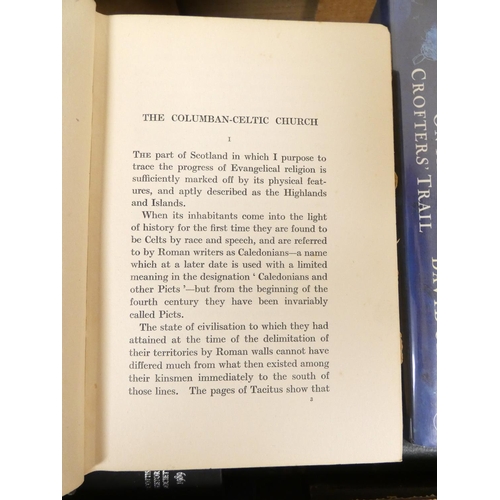 THE COLUMBAN-CELTIC CHURCH
I
THE part of Scotland in which I purpose to
trace the progress of Evangelical religion is
sufficiently marked off by its physical feat-
ures, and aptly described as the Highlands
and Islands.
When its inhabitants come into the light
of history for the first time they are found to
be Celts by race and speech, and are referred
to by Roman writers as Caledonians—a name
which at a later date is used with a limited
meaning in the designation ‘ Caledonians and
other Picts ’—but from the beginning of the
fourth century they have been invariably
called Picts.
The state of civilisation to which they had
attained at the time of the delimitation of
their territories by Roman walls cannot have
differed much from what then existed among
their kinsmen immediately to the south of
those lines. The pages of Tacitus show that
CROFTERS' TRAIL
DAVID